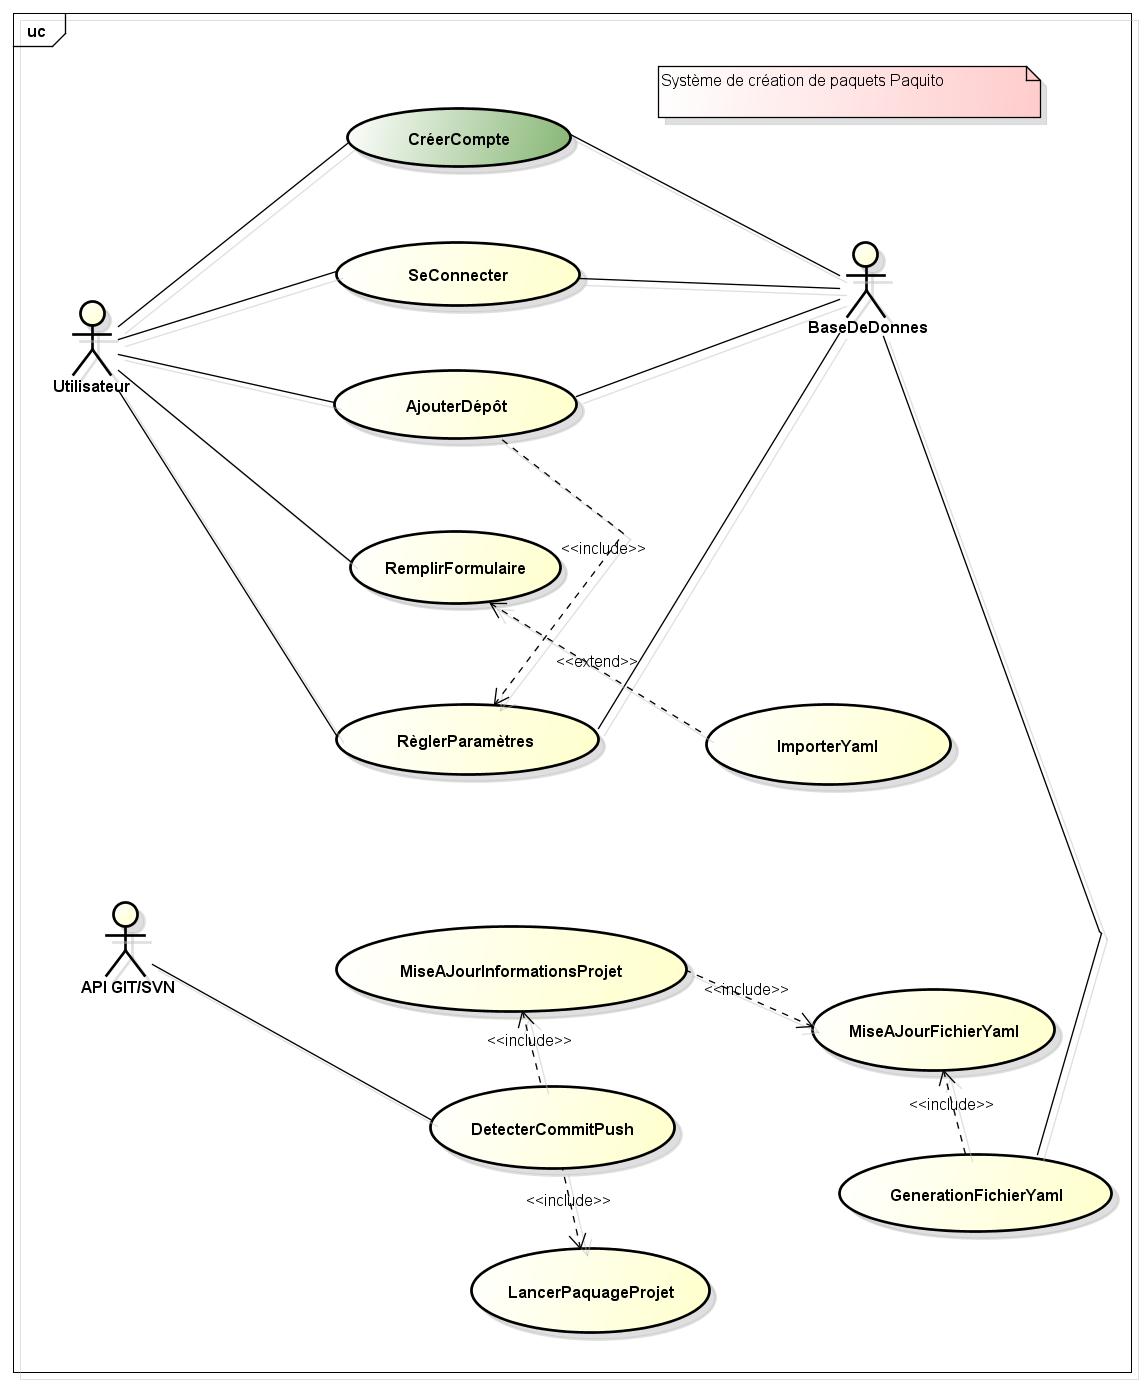 uc
Système de création de paquets Paquito
CréerCompte
SeConnecter
BaseDeDonnes
Utilisateur
AjouterDépôt
<<include>>
RemplirFormulaire
<<extend>>
RèglerParamètres
ImporterYaml
API GIT/SVN
MiseAJourInformationsProjet
<<include>>
MiseAJourFichierYaml
<<include>>
<<include>>
DetecterCommitPush
GenerationFichierYaml
<<include>>
LancerPaquageProjet